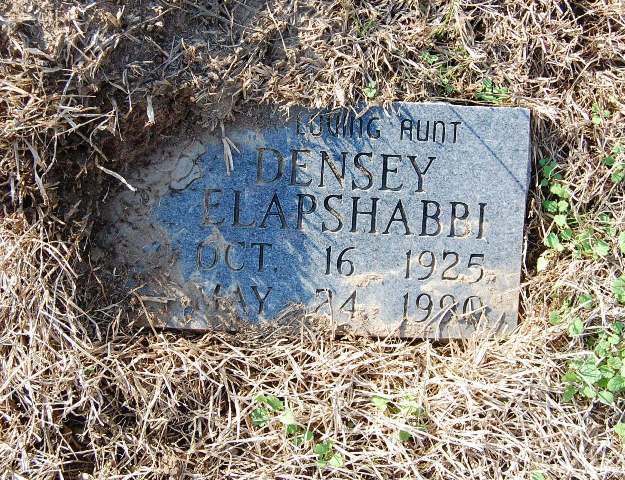 LOVING AUNT
DENSEY
ELAPSHABBI
OCT. 16 1925
MAY 24